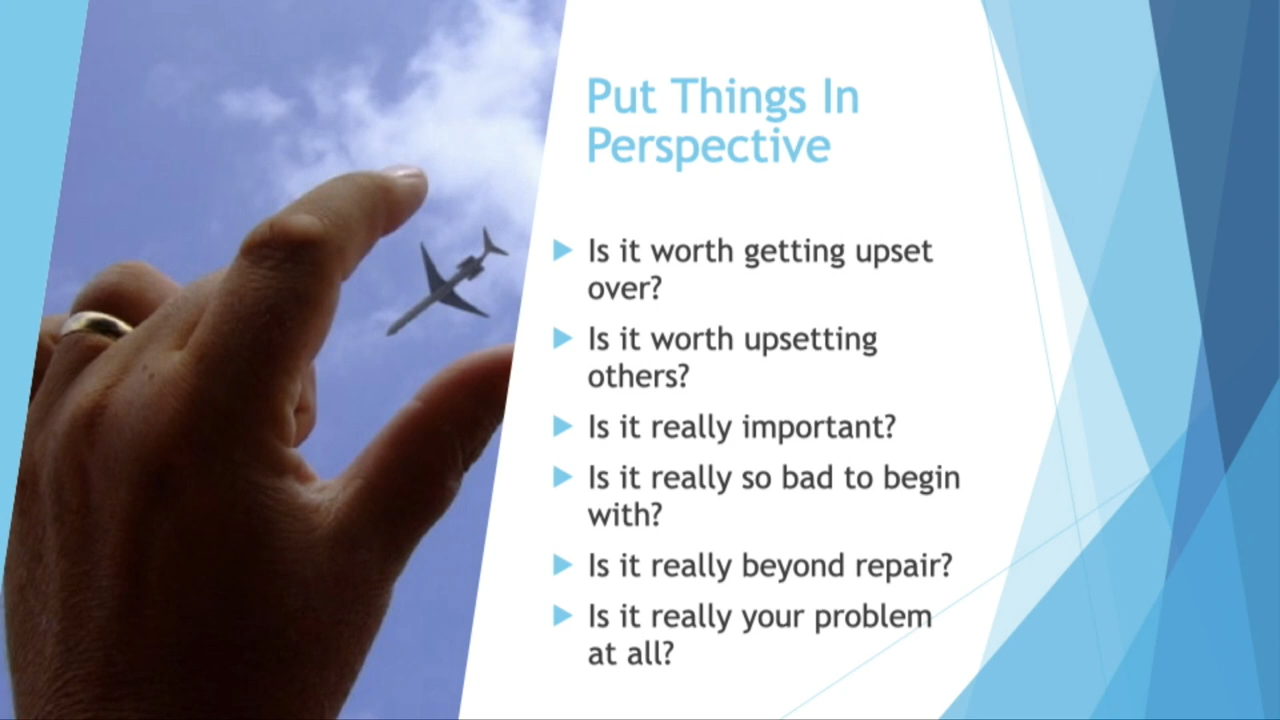 Put Things In
Perspective
Is it worth getting upset
over?
Is it worth upsetting
others?
Is it really important?
Is it really so bad to begin
with?
Is it really beyond repair?
Is it really your problem
at all?